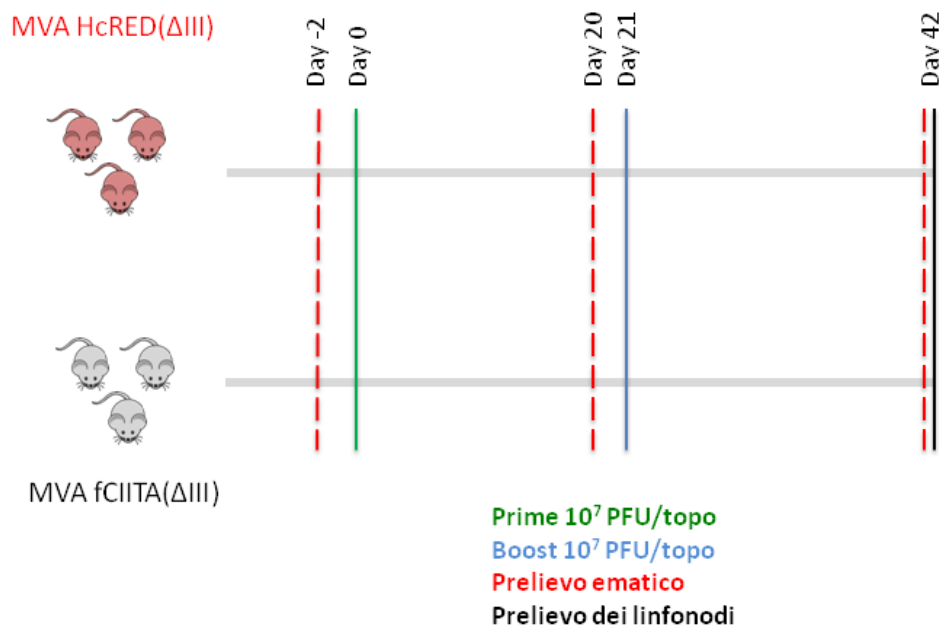 MVA HcRED(ΔIII)
Day -2
Day 0
Day 20
Day 21
Day 42
MVA fCIITA(ΔIII)
Prime 10⁷ PFU/topo
Boost 10⁷ PFU/topo
Prelievo ematico
Prelievo dei linfonodi